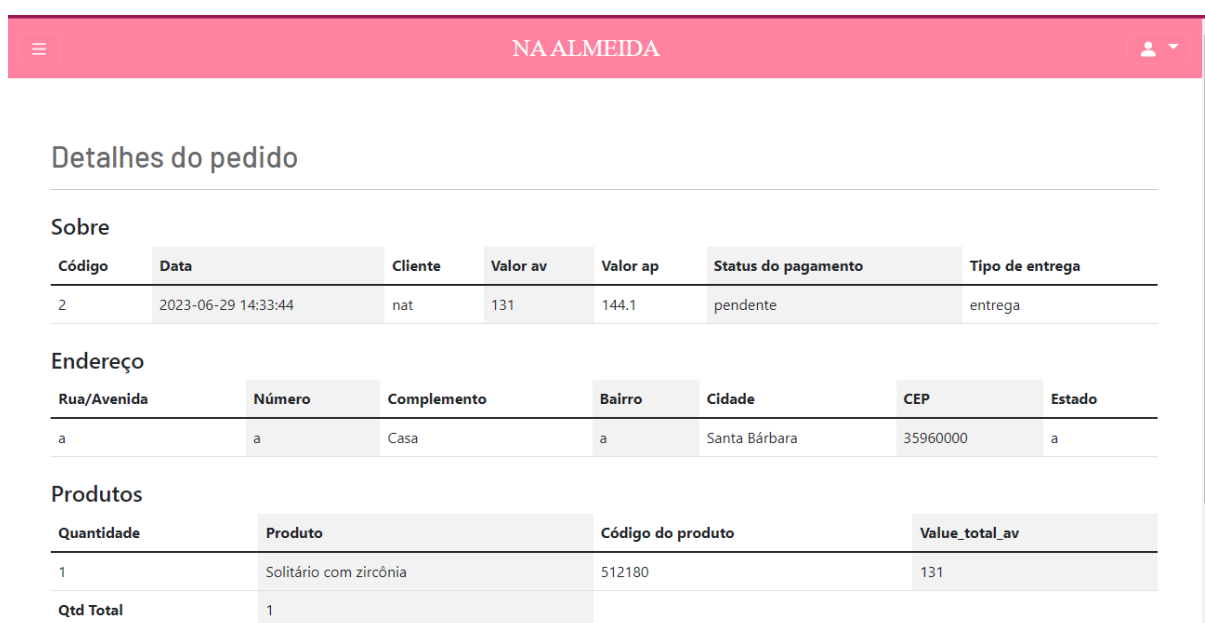 NA ALMEIDA
Detalhes do pedido
Sobre
Código Data Cliente Valor av Valor ap Status do pagamento Tipo de entrega
2 2023-06-29 14:33:44 nat 131 144.1 pendente entrega
Endereço
Rua/Avenida Número Complemento Bairro Cidade CEP Estado
a a Casa a Santa Bárbara 35960000 a
Produtos
Quantidade Produto Código do produto Value_total_av
1 Solitário com zircônia 512180 131
Qtd Total 1